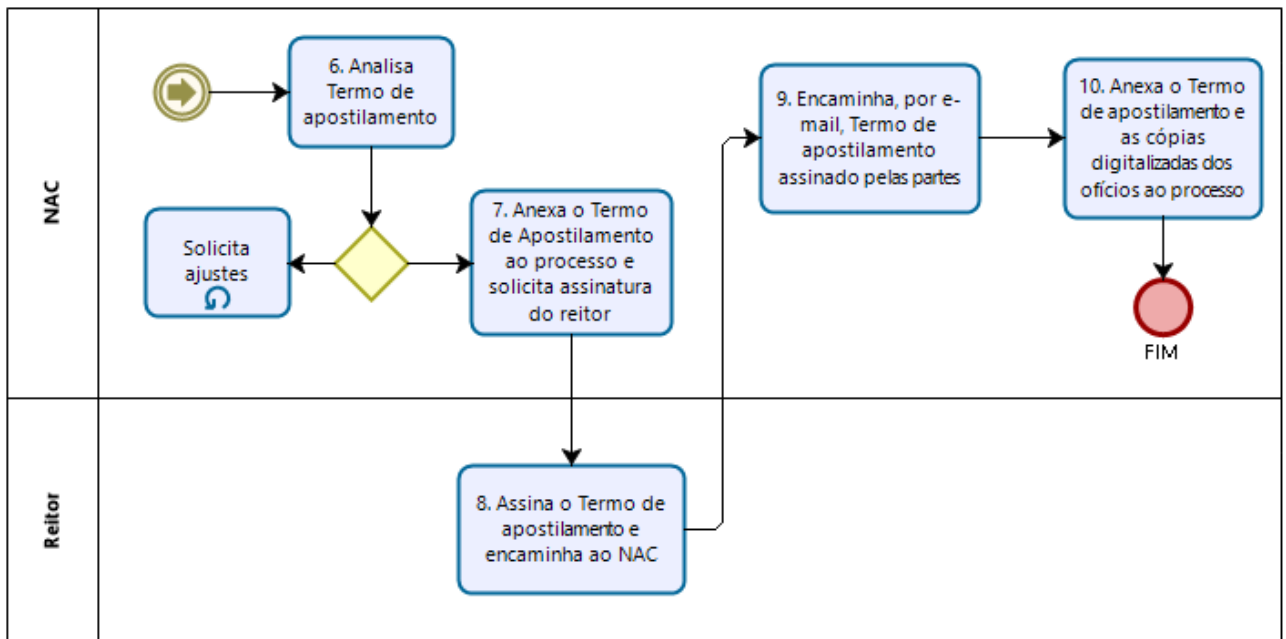 NAC
6. Analisa
Termo de
apostilamento
Solicita
ajustes
7. Anexa o Termo
de Apostilamento
ao processo e
solicita assinatura
do reitor
9. Encaminha, por e-
mail, Termo de
apostilamento
assinado pelas partes
10. Anexa o Termo
de apostilamento e
as cópias
digitalizadas dos
ofícios ao processo
FIM
Reitor
8. Assina o Termo de
apostilamento e
encaminha ao NAC